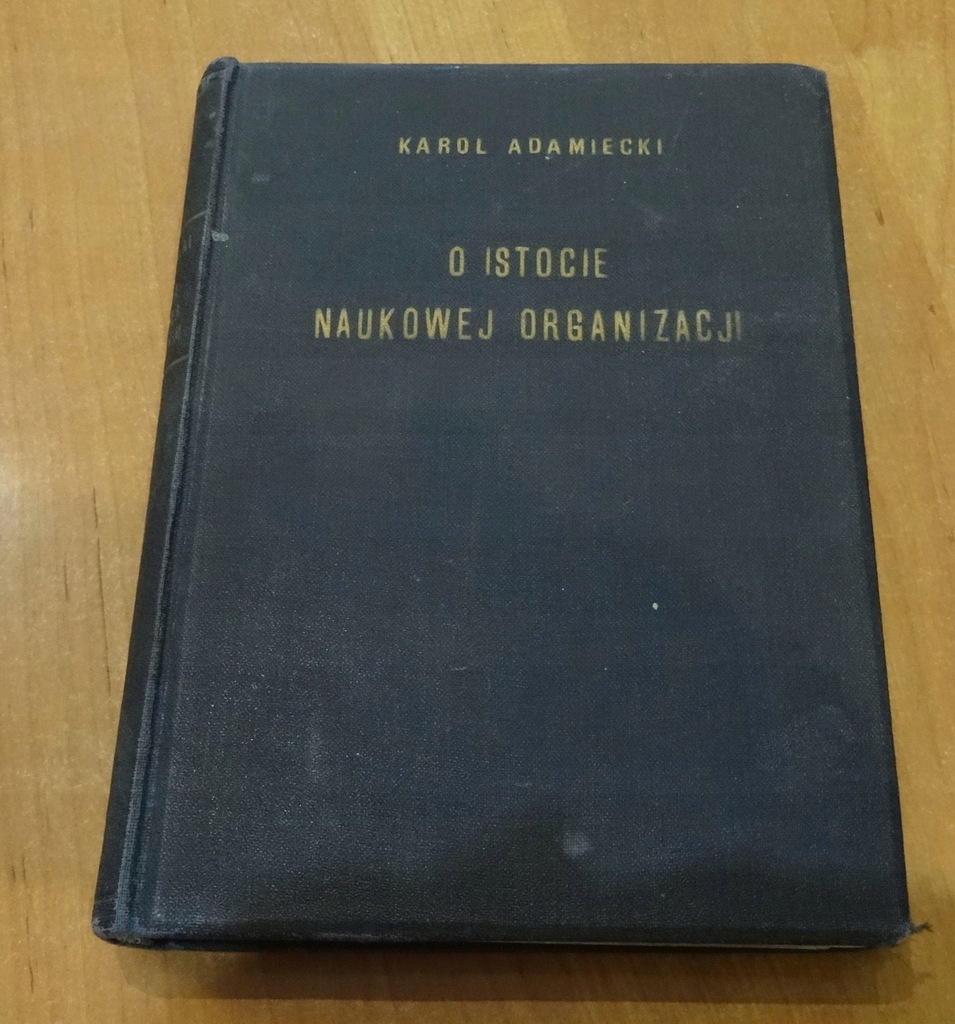 KAROL ADAMIECKI
O ISTOCIE
NAUKOWEJ ORGANIZACJI